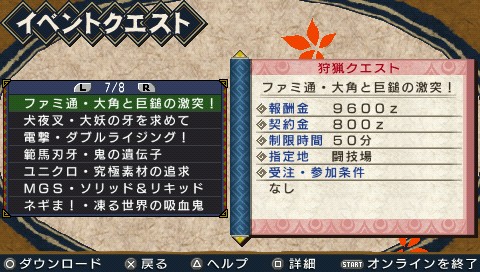 イベントクエスト
L 7/8 R
ファミ通・大角と巨鎚の激突！
犬夜叉・大妖の牙を求めて
電撃・ダブルライジング！
範馬刃牙・鬼の遺伝子
ユニクロ・究極素材の追求
MGS・ソリッド&リキッド
ネギま！・凍る世界の吸血鬼
狩猟クエスト
ファミ通・大角と巨鎚の激突！
報酬金 9600z
契約金 800z
制限時間 50分
指定地 闘技場
受注・参加条件
なし
ダウンロード 戻る ヘルプ 詳細 START オンラインを終了